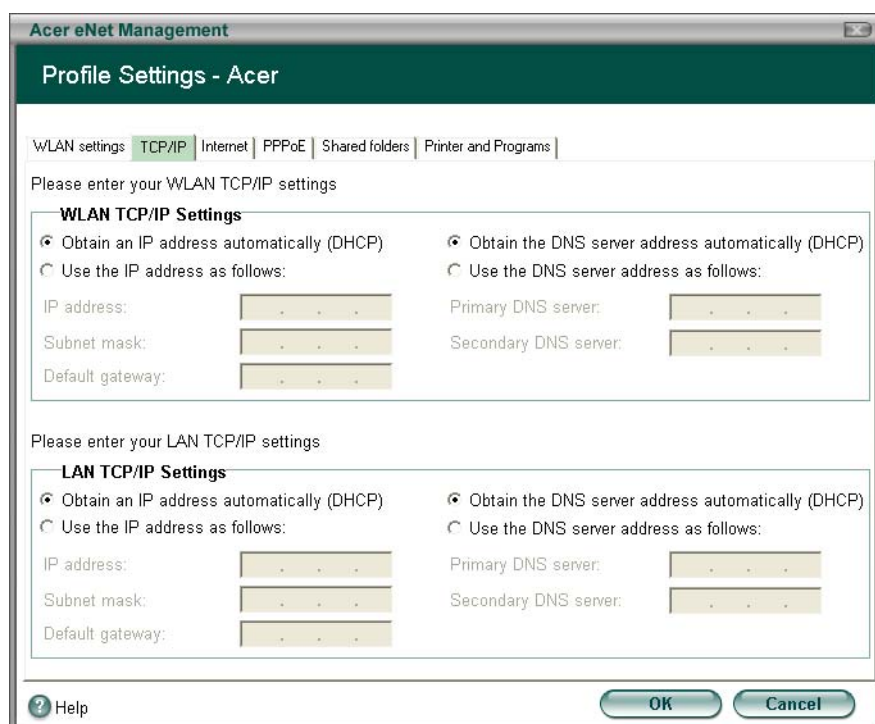 Acer eNet Management
Profile Settings - Acer
WLAN settings TCP/IP Internet PPPoE Shared folders Printer and Programs
Please enter your WLAN TCP/IP settings
WLAN TCP/IP Settings
Obtain an IP address automatically (DHCP) Obtain the DNS server address automatically (DHCP)
Use the IP address as follows: Use the DNS server address as follows:
IP address: . . . Primary DNS server: . . .
Subnet mask: . . . Secondary DNS server: . . .
Default gateway: . . .
Please enter your LAN TCP/IP settings
LAN TCP/IP Settings
Obtain an IP address automatically (DHCP) Obtain the DNS server address automatically (DHCP)
Use the IP address as follows: Use the DNS server address as follows:
IP address: . . . Primary DNS server: . . .
Subnet mask: . . . Secondary DNS server: . . .
Default gateway: . . .
? Help OK Cancel